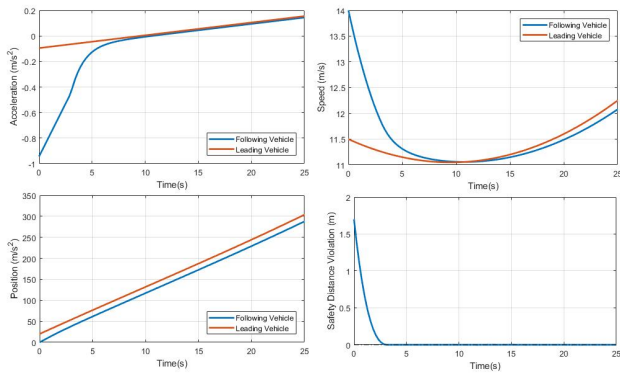 0.2
0
-0.2
-0.4
-0.6
-0.8
-1
Acceleration (m/s²)
0 5 10 15 20 25
Time(s)
Following Vehicle
Leading Vehicle
14
13.5
13
12.5
12
11.5
11
Speed (m/s)
0 5 10 15 20 25
Time(s)
Following Vehicle
Leading Vehicle
350
300
250
200
150
100
50
0
Position (m/s²)
0 5 10 15 20 25
Time(s)
Following Vehicle
Leading Vehicle
2
1.5
1
0.5
0
Safety Distance Violation (m)
0 5 10 15 20 25
Time(s)